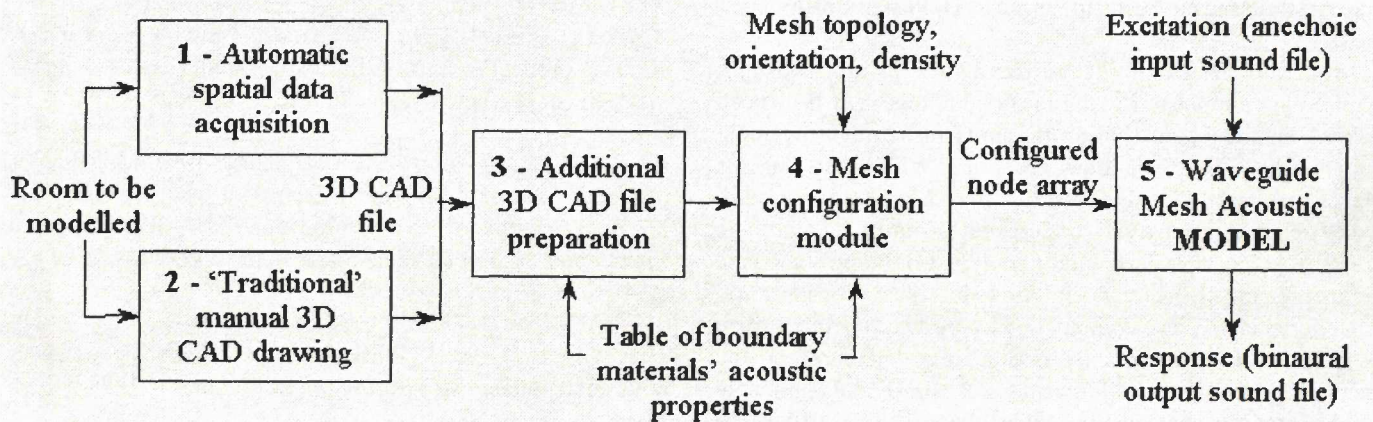 1 - Automatic
spatial data
acquisition
Room to be
modelled
2 - ‘Traditional’
manual 3D
CAD drawing
3D CAD
file
3 - Additional
3D CAD file
preparation
Table of boundary
materials’ acoustic
properties
Mesh topology,
orientation, density
4 - Mesh
configuration
module
Configured
node array
Excitation (anechoic
input sound file)
5 - Waveguide
Mesh Acoustic
MODEL
Response (binaural
output sound file)